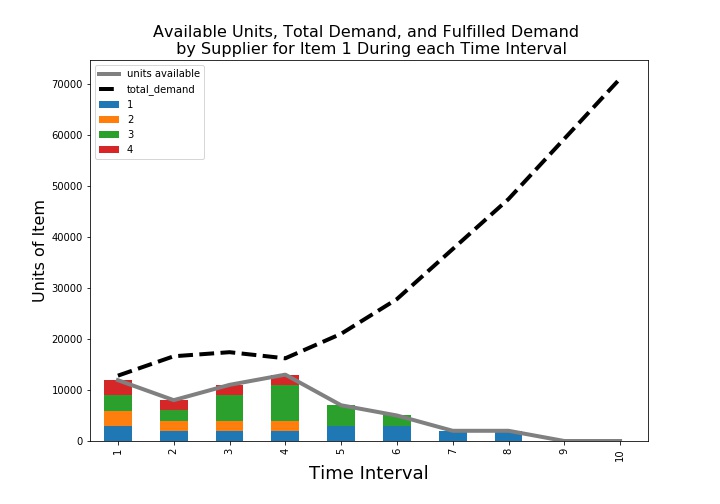 Available Units, Total Demand, and Fulfilled Demand
by Supplier for Item 1 During each Time Interval
units available
total_demand
1
2
3
4
70000
60000
50000
40000
30000
20000
10000
0
Units of Item
1 2 3 4 5 6 7 8 9 10
Time Interval